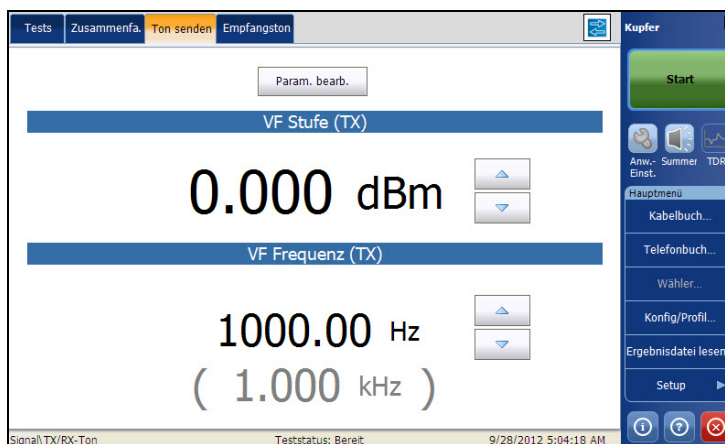 Tests Zusammenfa. Ton senden Empfangston
Kupfer
Param. bearb.
Start
VF Stufe (TX)
0.000 dBm
Anw.- Summer TDR
Einst.
Hauptmenü
Kabelbuch...
VF Frequenz (TX)
Telefonbuch...
Wähler...
1000.00 Hz
Konfig/Profil...
Ergebnisdatei lesen
( 1.000 kHz )
Setup
Signal\TX/RX-Ton Teststatus: Bereit 9/28/2012 5:04:18 AM